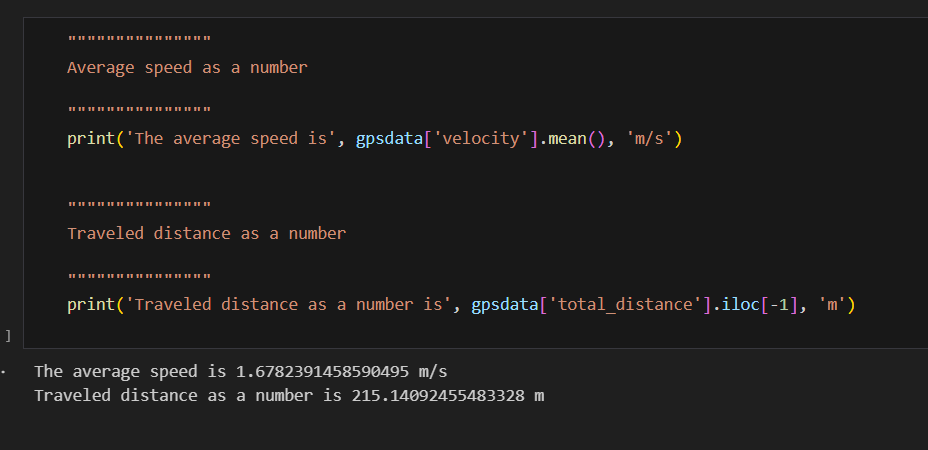 """""""""""""""
Average speed as a number
"""""""""""""""
print('The average speed is', gpsdata['velocity'].mean(), 'm/s')
"""""""""""""""
Traveled distance as a number
"""""""""""""""
print('Traveled distance as a number is', gpsdata['total_distance'].iloc[-1], 'm')
]
The average speed is 1.6782391458590495 m/s
Traveled distance as a number is 215.14092455483328 m